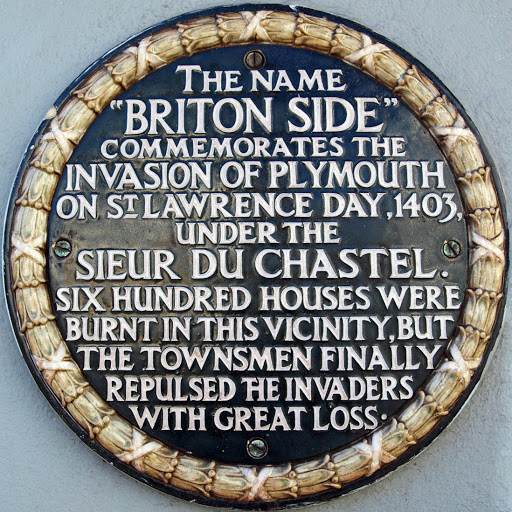 THE NAME
"BRITON SIDE"
COMMEMORATES THE
INVASION OF PLYMOUTH
ON ST. LAWRENCE DAY, 1403,
UNDER THE
SIEUR DU CHASTEL.
SIX HUNDRED HOUSES WERE
BURNT IN THIS VICINITY, BUT
THE TOWNSMEN FINALLY
REPULSED THE INVADERS
WITH GREAT LOSS.